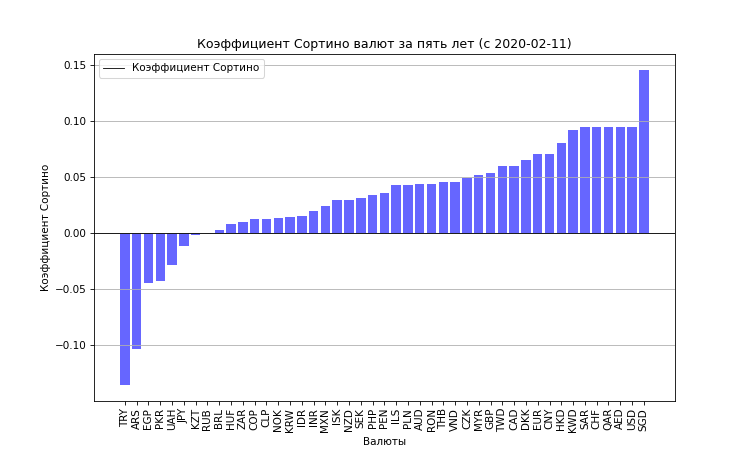 Коэффициент Сортино валют за пять лет (с 2020-02-11)
Коэффициент Сортино
Коэффициент Сортино
0.15
0.10
0.05
0.00
−0.05
−0.10
TRY ARS EGP PKR UAH JPY KZT RUB BRL HUF ZAR COP CLP NOK KRW IDR INR MXN ISK NZD SEK PHP PEN ILS PLN AUD RON THB VND CZK MYR GBP TWD CAD DKK EUR CNY HKD KWD SAR CHF QAR AED USD SGD
Валюты